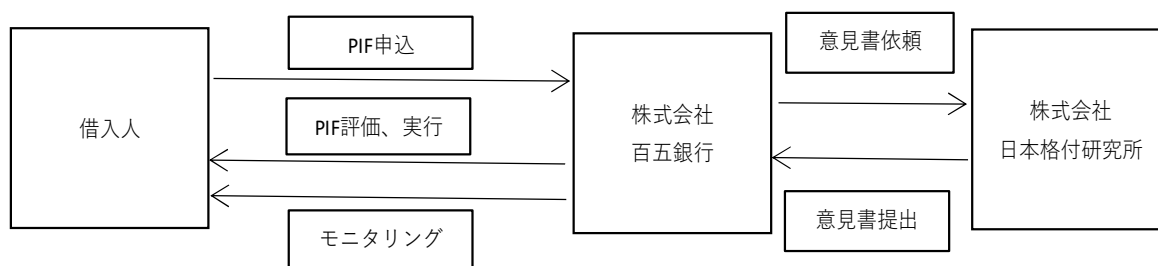 PIF申込
意見書依頼
借入人
PIF評価、実行
株式会社
百五銀行
株式会社
日本格付研究所
モニタリング
意見書提出